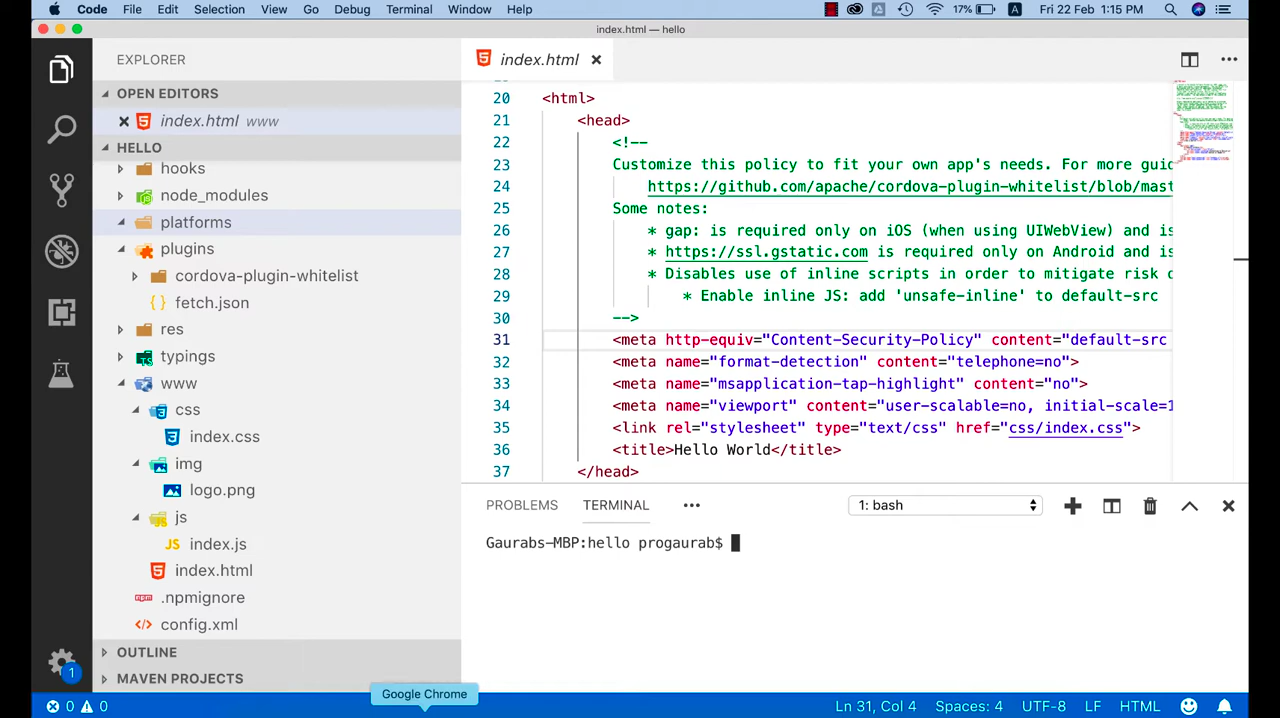 Code File Edit Selection View Go Debug Terminal Window Help 17% A Fri 22 Feb 1:15 PM
index.html — hello
EXPLORER
OPEN EDITORS
index.html www
HELLO
hooks
node_modules
platforms
plugins
cordova-plugin-whitelist
{ } fetch.json
res
typings
TS
www
css
index.css
img
logo.png
js
JS index.js
index.html
npm .npmignore
config.xml
OUTLINE
MAVEN PROJECTS
index.html
20 <html>
21 <head>
22 <!--
23 Customize this policy to fit your own app's needs. For more guid
24 https://github.com/apache/cordova-plugin-whitelist/blob/mast
25 Some notes:
26 * gap: is required only on iOS (when using UIWebView) and is
27 * https://ssl.gstatic.com is required only on Android and is
28 * Disables use of inline scripts in order to mitigate risk o
29 * Enable inline JS: add 'unsafe-inline' to default-src
30 -->
31 <meta http-equiv="Content-Security-Policy" content="default-src
32 <meta name="format-detection" content="telephone=no">
33 <meta name="msapplication-tap-highlight" content="no">
34 <meta name="viewport" content="user-scalable=no, initial-scale=1
35 <link rel="stylesheet" type="text/css" href="css/index.css">
36 <title>Hello World</title>
37 </head>
PROBLEMS TERMINAL ••• 1: bash
Gaurabs-MBP:hello progaurab$
1
Google Chrome
0 0 Ln 31, Col 4 Spaces: 4 UTF-8 LF HTML